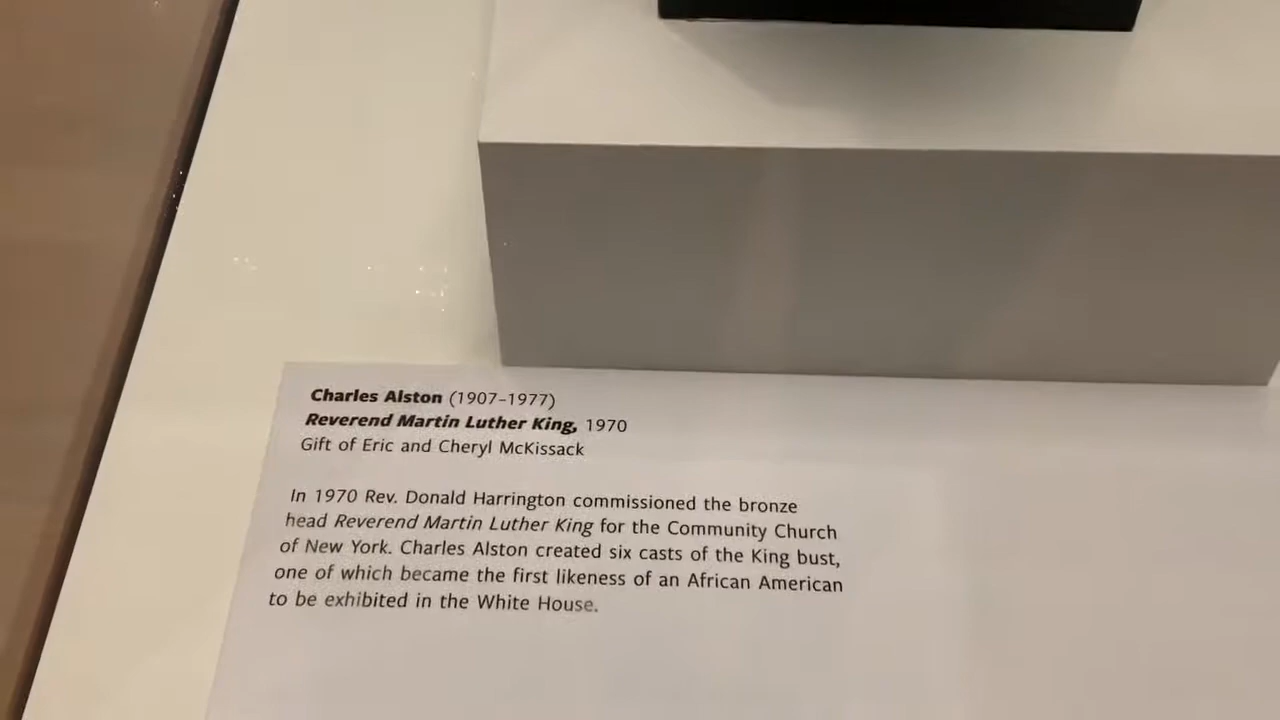 Charles Alston (1907–1977)
Reverend Martin Luther King, 1970
Gift of Eric and Cheryl McKissack
In 1970 Rev. Donald Harrington commissioned the bronze
head Reverend Martin Luther King for the Community Church
of New York. Charles Alston created six casts of the King bust,
one of which became the first likeness of an African American
to be exhibited in the White House.